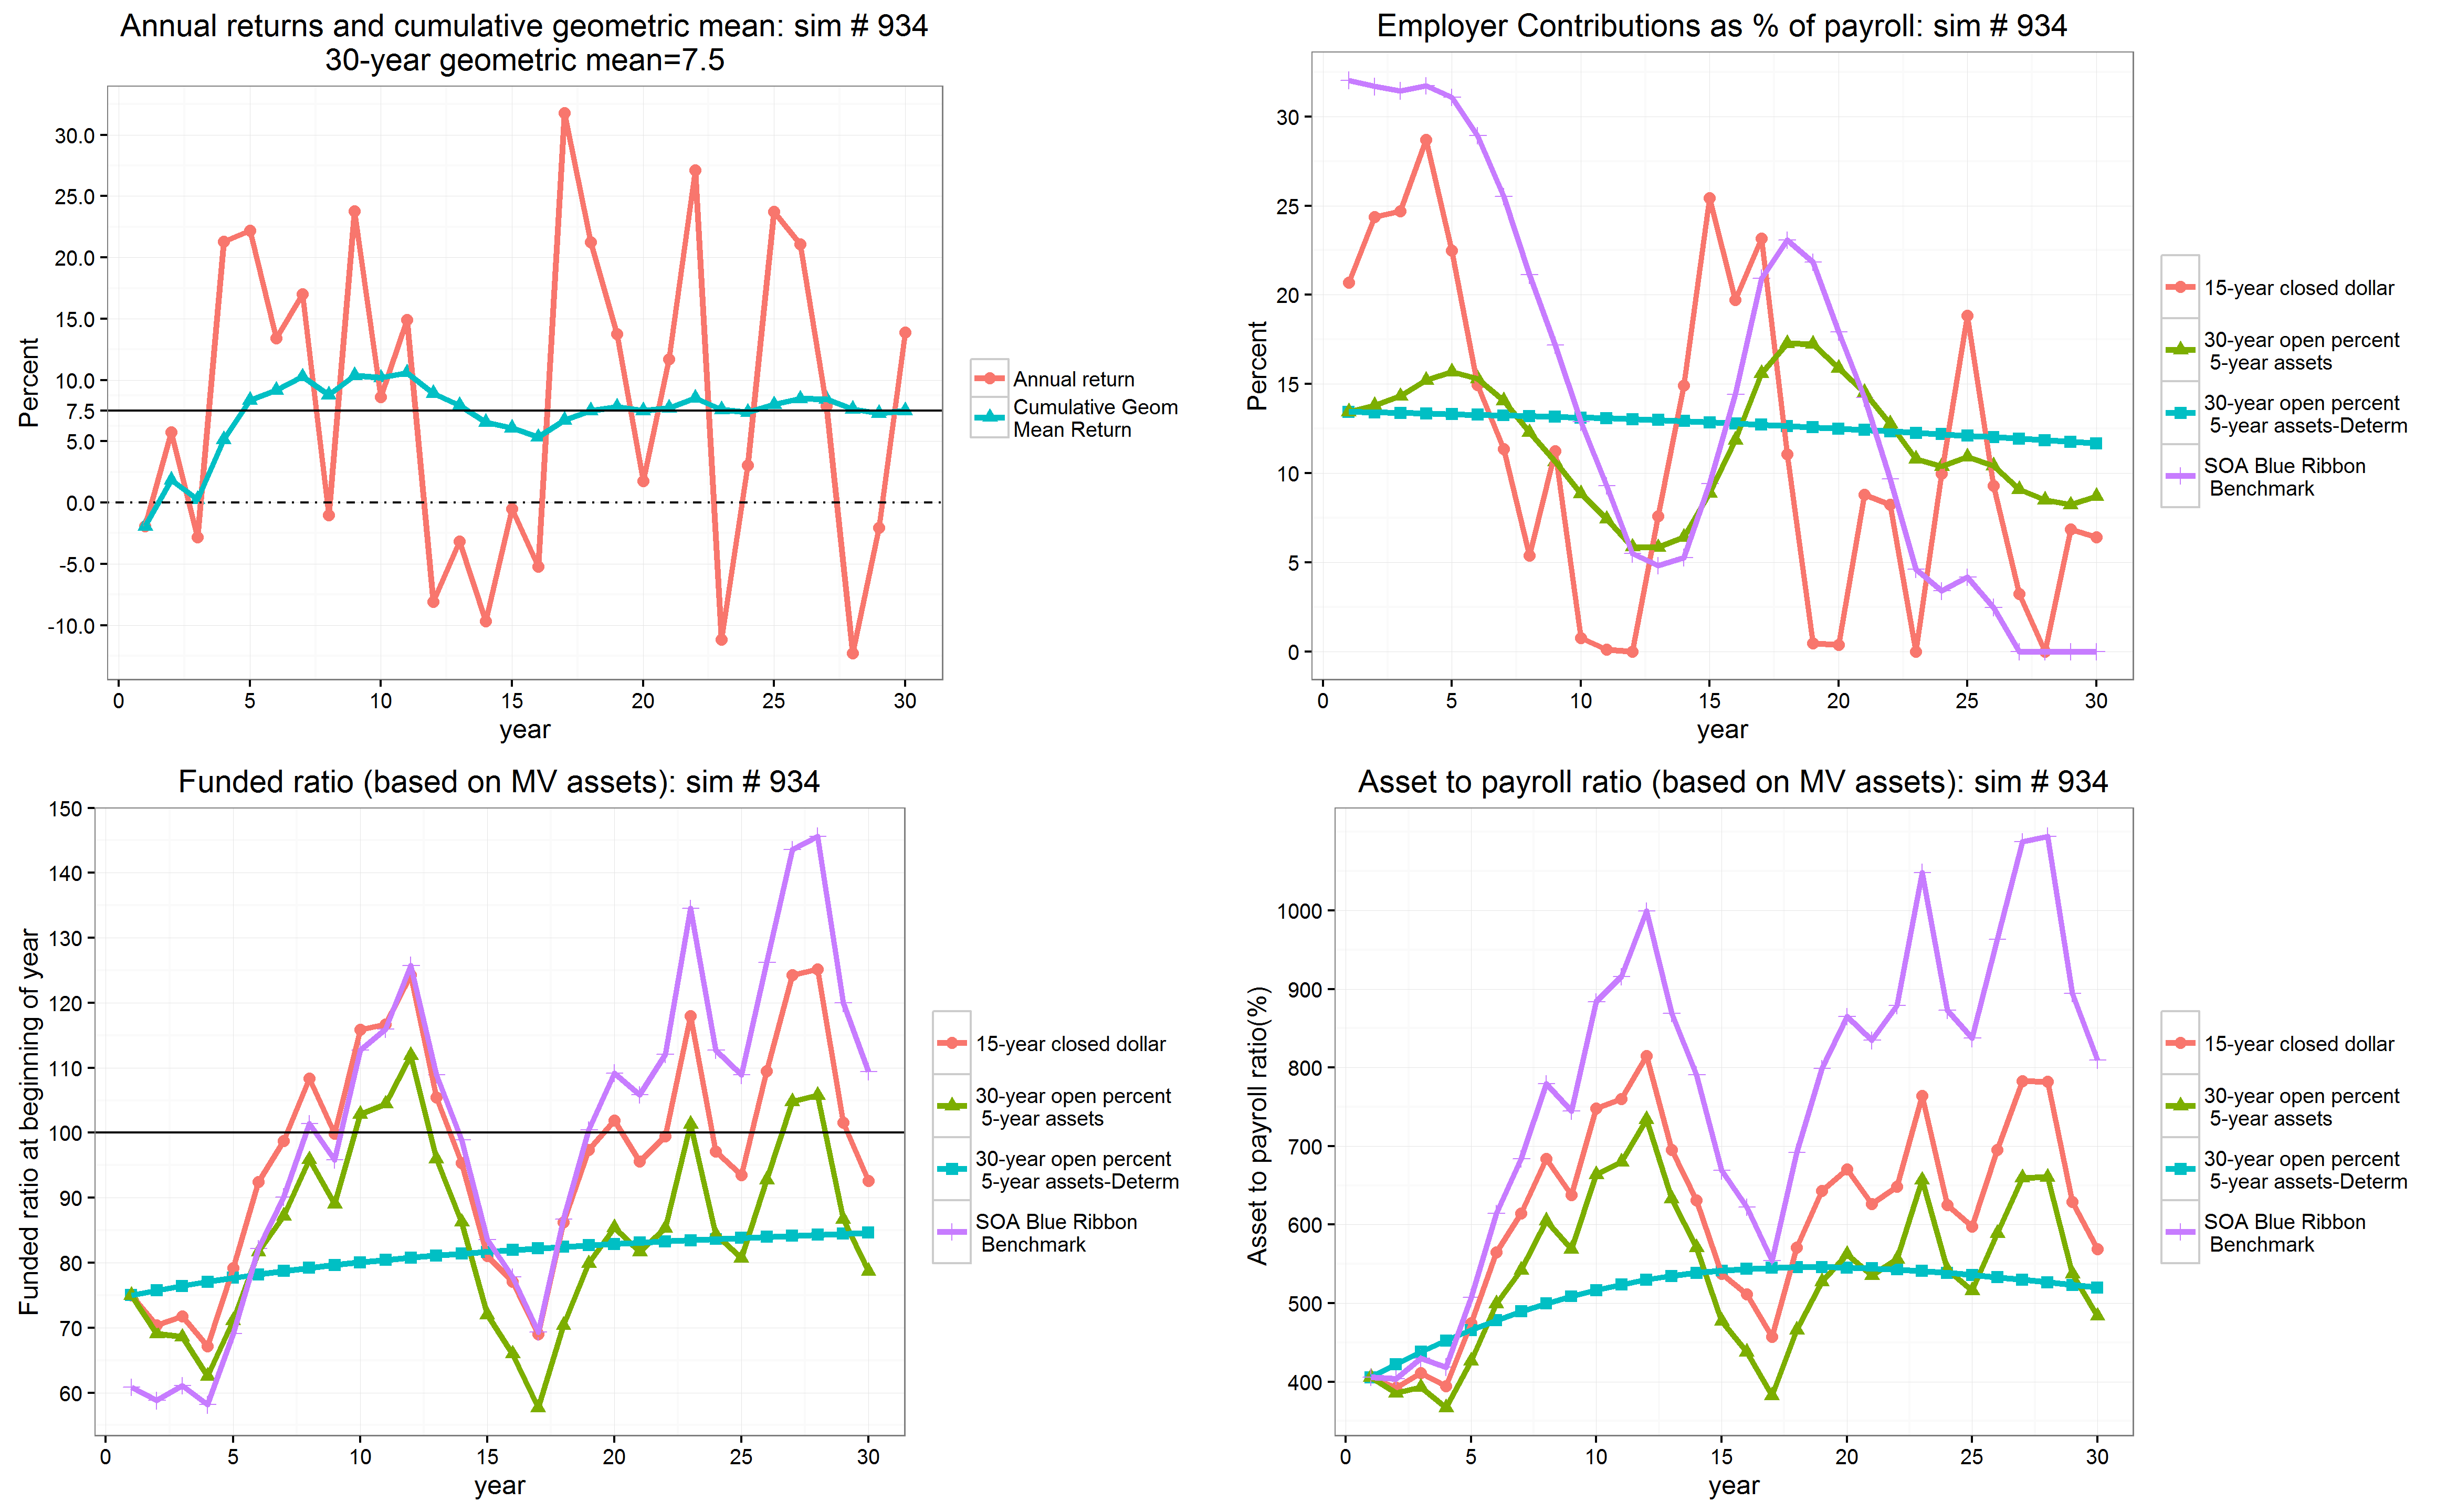 Annual returns and cumulative geometric mean: sim # 934
30-year geometric mean=7.5
Percent
30.0
25.0
20.0
15.0
10.0
7.5
5.0
0.0
-5.0
-10.0
0 5 10 15 20 25 30
year
Annual return
Cumulative Geom
Mean Return
Employer Contributions as % of payroll: sim # 934
Percent
30
25
20
15
10
5
0
0 5 10 15 20 25 30
year
15-year closed dollar
30-year open percent
5-year assets
30-year open percent
5-year assets-Determ
SOA Blue Ribbon
Benchmark
Funded ratio (based on MV assets): sim # 934
Funded ratio at beginning of year
150
140
130
120
110
100
90
80
70
60
0 5 10 15 20 25 30
year
15-year closed dollar
30-year open percent
5-year assets
30-year open percent
5-year assets-Determ
SOA Blue Ribbon
Benchmark
Asset to payroll ratio (based on MV assets): sim # 934
Asset to payroll ratio(%)
1000
900
800
700
600
500
400
0 5 10 15 20 25 30
year
15-year closed dollar
30-year open percent
5-year assets
30-year open percent
5-year assets-Determ
SOA Blue Ribbon
Benchmark